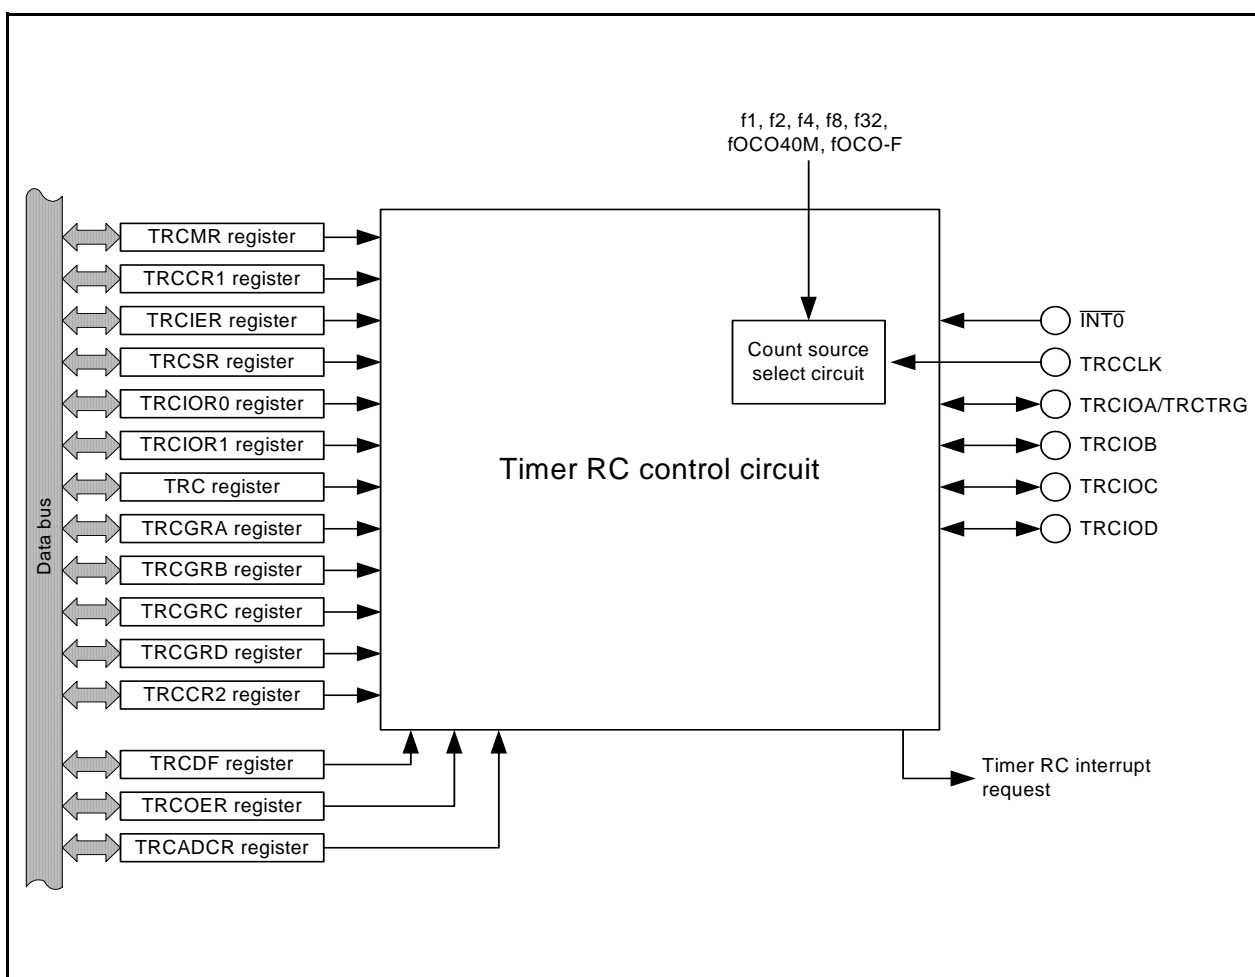 f1, f2, f4, f8, f32,
fOCO40M, fOCO-F
Data bus
TRCMR register
TRCCR1 register
TRCIER register
TRCSR register
TRCIOR0 register
TRCIOR1 register
TRC register
TRCGRA register
TRCGRB register
TRCGRC register
TRCGRD register
TRCCR2 register
TRCDF register
TRCOER register
TRCADCR register
Timer RC control circuit
Count source
select circuit
INT0
TRCCLK
TRCIOA/TRCTRG
TRCIOB
TRCIOC
TRCIOD
Timer RC interrupt
request